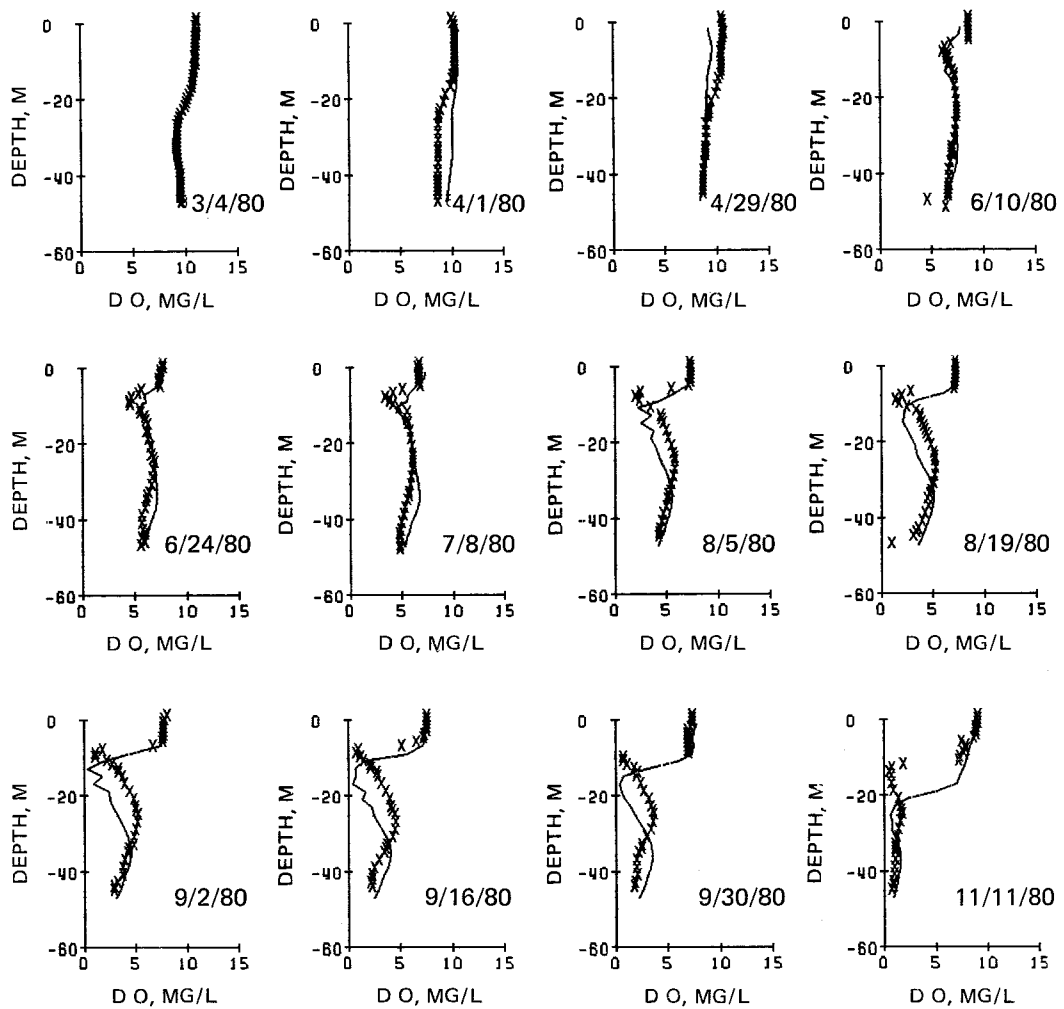 0
-20
-40
-60
DEPTH, M
3/4/80
0 5 10 15
D O, MG/L
0
-20
-40
-60
DEPTH, M
4/1/80
0 5 10 15
D O, MG/L
0
-20
-40
-60
DEPTH, M
4/29/80
0 5 10 15
D O, MG/L
0
-20
-40
-60
DEPTH, M
6/10/80
0 5 10 15
D O, MG/L
0
-20
-40
-60
DEPTH, M
6/24/80
0 5 10 15
D O, MG/L
0
-20
-40
-60
DEPTH, M
7/8/80
0 5 10 15
D O, MG/L
0
-20
-40
-60
DEPTH, M
8/5/80
0 5 10 15
D O, MG/L
0
-20
-40
-60
DEPTH, M
8/19/80
0 5 10 15
D O, MG/L
0
-20
-40
-60
DEPTH, M
9/2/80
0 5 10 15
D O, MG/L
0
-20
-40
-60
DEPTH, M
9/16/80
0 5 10 15
D O, MG/L
0
-20
-40
-60
DEPTH, M
9/30/80
0 5 10 15
D O, MG/L
0
-20
-40
-60
DEPTH, M
11/11/80
0 5 10 15
D O, MG/L